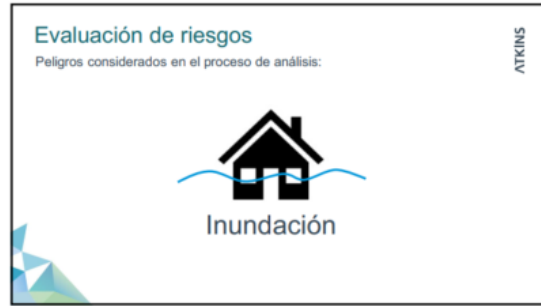 Evaluación de riesgos
Peligros considerados en el proceso de análisis:
ATKINS
Inundación